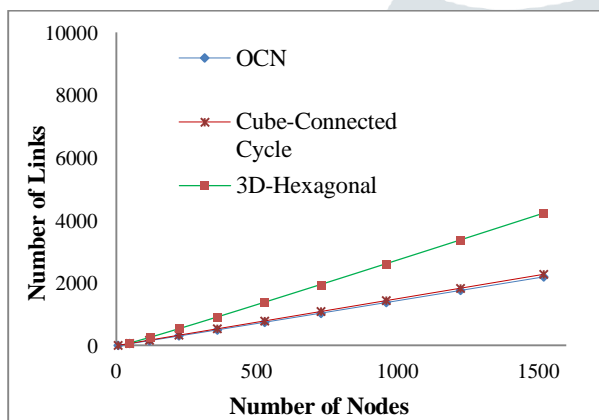 10000
8000
6000
4000
2000
0
Number of Links
OCN
Cube-Connected
Cycle
3D-Hexagonal
0
500
1000
1500
Number of Nodes